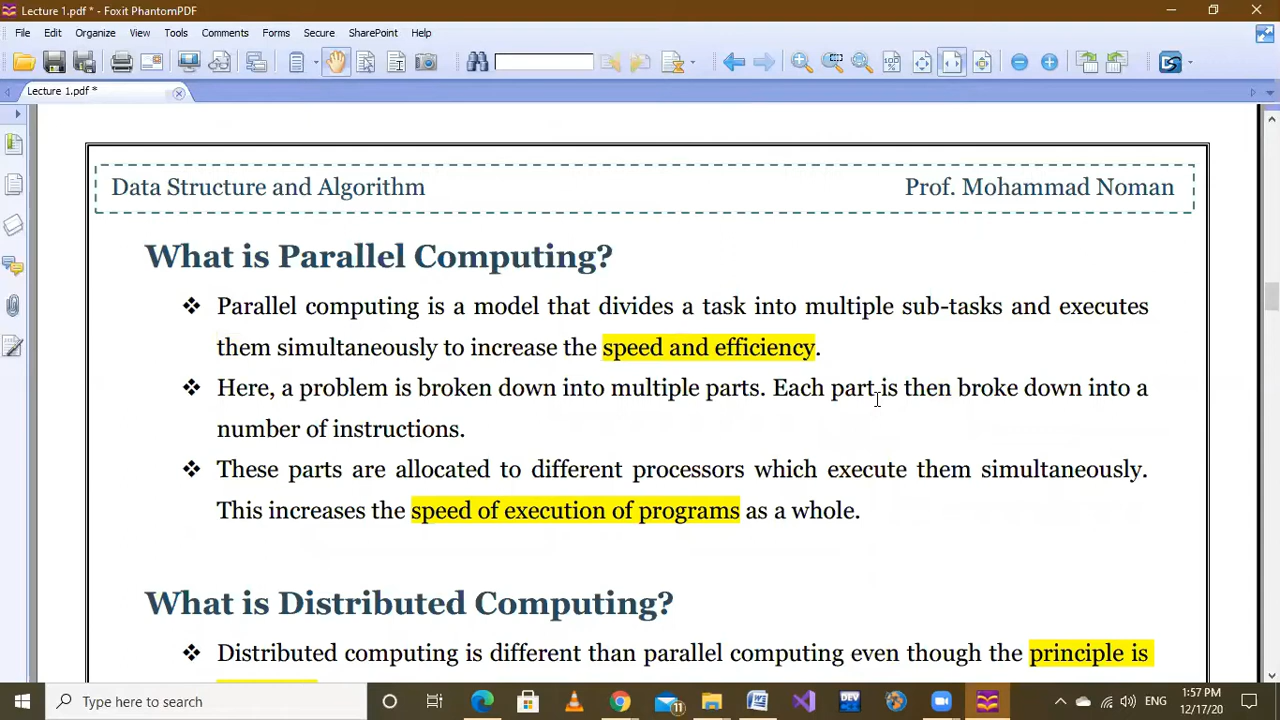 Lecture 1.pdf * - Foxit PhantomPDF
File Edit Organize View Tools Comments Forms Secure SharePoint Help
Lecture 1.pdf *
Data Structure and Algorithm Prof. Mohammad Noman
What is Parallel Computing?
❖ Parallel computing is a model that divides a task into multiple sub-tasks and executes
them simultaneously to increase the speed and efficiency.
❖ Here, a problem is broken down into multiple parts. Each part is then broke down into a
number of instructions.
❖ These parts are allocated to different processors which execute them simultaneously.
This increases the speed of execution of programs as a whole.
What is Distributed Computing?
❖ Distributed computing is different than parallel computing even though the principle is
Type here to search 11 DEV ENG 1:57 PM
12/17/20